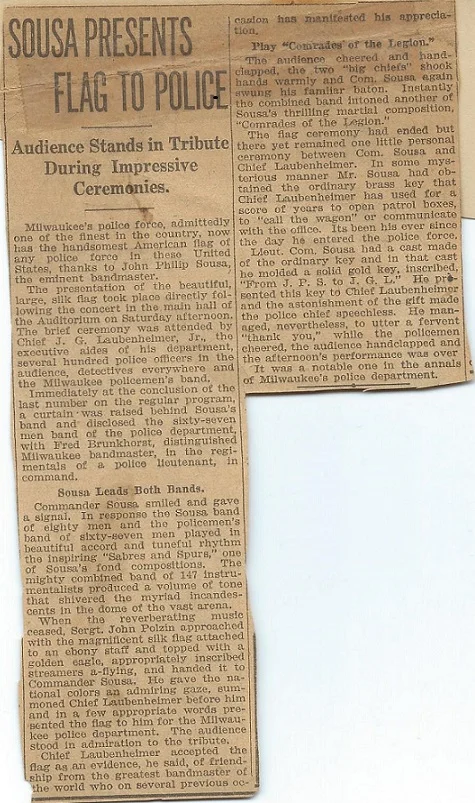 SOUSA PRESENTS
FLAG TO POLICE
Audience Stands in Tribute
During Impressive
Ceremonies.
Milwaukee's police force, admittedly
one of the finest in the country, now
has the handsomest American flag of
any police force in these United
States, thanks to John Philip Sousa,
the eminent bandmaster.
The presentation of the beautiful,
large, silk flag took place directly fol-
lowing the concert in the main hall of
the Auditorium on Saturday afternoon.
The brief ceremony was attended by
Chief J. G. Laubenheimer, Jr., the
executive aides of his department,
several hundred police officers in the
audience, detectives everywhere and
the Milwaukee policemen's band.
Immediately at the conclusion of the
last number on the regular program,
a curtain was raised behind Sousa's
band and disclosed the sixty-seven
men band of the police department,
with Fred Brunkhorst, distinguished
Milwaukee bandmaster, in the regi-
mentals of a police lieutenant, in
command.
Sousa Leads Both Bands.
Commander Sousa smiled and gave
a signal. In response the Sousa band
of eighty men and the policemen's
band of sixty-seven men played in
beautiful accord and tuneful rhythm
the inspiring "Sabres and Spurs," one
of Sousa's fond compositions. The
mighty combined band of 147 instru-
mentalists produced a volume of tone
that shivered the myriad incandes-
cents in the dome of the vast arena.
When the reverberating music
ceased, Sergt. John Polzin approached
with the magnificent silk flag attached
to an ebony staff and topped with a
golden eagle, appropriately inscribed
streamers a-flying, and handed it to
Commander Sousa. He gave the na-
tional colors an admiring gaze, sum-
moned Chief Laubenheimer before him
and in a few appropriate words pre-
sented the flag to him for the Milwau-
kee police department. The audience
stood in admiration to the tribute.
Chief Laubenheimer accepted the
flag as an evidence, he said, of friend-
ship from the greatest bandmaster of
the world who on several previous oc-
casion has manifested his apprecia-
tion.
Play "Comrades of the Legion."
The audience cheered and hand-
clapped, the two "big chiefs" shook
hands warmly and Com. Sousa again
swung his familar baton. Instantly
the combined band intoned another of
Sousa's thrilling martial composition,
"Comrades of the Legion."
The flag ceremony had ended but
there yet remained one little personal
ceremony between Com. Sousa and
Chief Laubenheimer. In some mys-
terious manner Mr. Sousa had ob-
tained the ordinary brass key that
Chief Laubenheimer has used for a
score of years to open patrol boxes,
to "call the wagon" or communicate
with the office. Its been his ever since
the day he entered the police force.
Lieut. Com. Sousa had a cast made
of the ordinary key and in that cast
he molded a solid gold key, inscribed,
"From J. P. S. to J. G. L." He pre-
sented this key to Chief Laubenheimer
and the astonishment of the gift made
the police chief speechless. He man-
aged, nevertheless, to utter a fervent
"thank you," while the policemen
cheered, the audience handclapped and
the afternoon's performance was over
It was a notable one in the annals
of Milwaukee's police department.